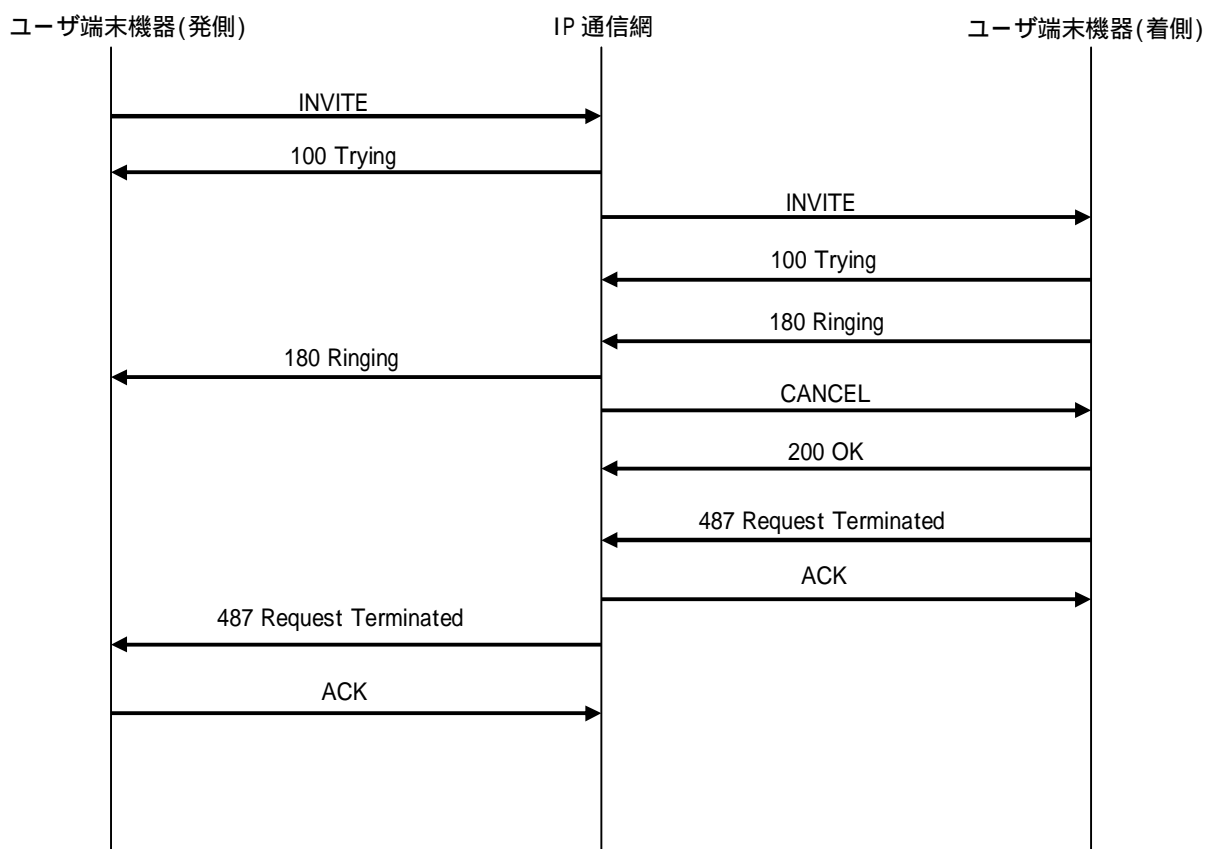 ユーザ端末機器(発側)
IP 通信網
ユーザ端末機器(着側)
INVITE
100 Trying
INVITE
100 Trying
180 Ringing
180 Ringing
CANCEL
200 OK
487 Request Terminated
ACK
487 Request Terminated
ACK